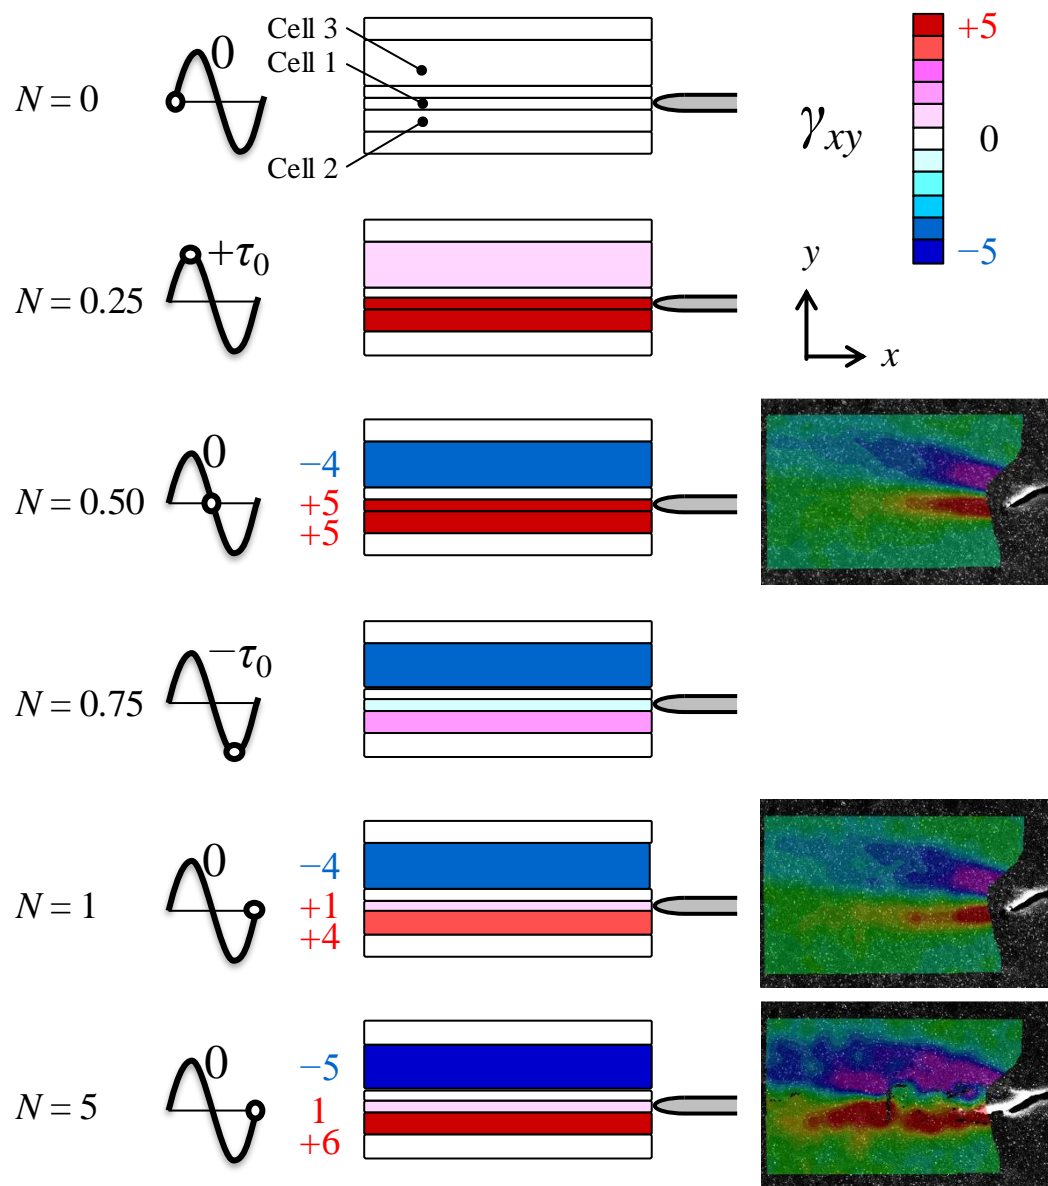 Cell 3
Cell 1
Cell 2
N = 0
0
γxy
+5
0
−5
N = 0.25
+τ0
y
x
N = 0.50
0
−4
+5
+5
N = 0.75
−τ0
N = 1
0
−4
+1
+4
N = 5
0
−5
1
+6